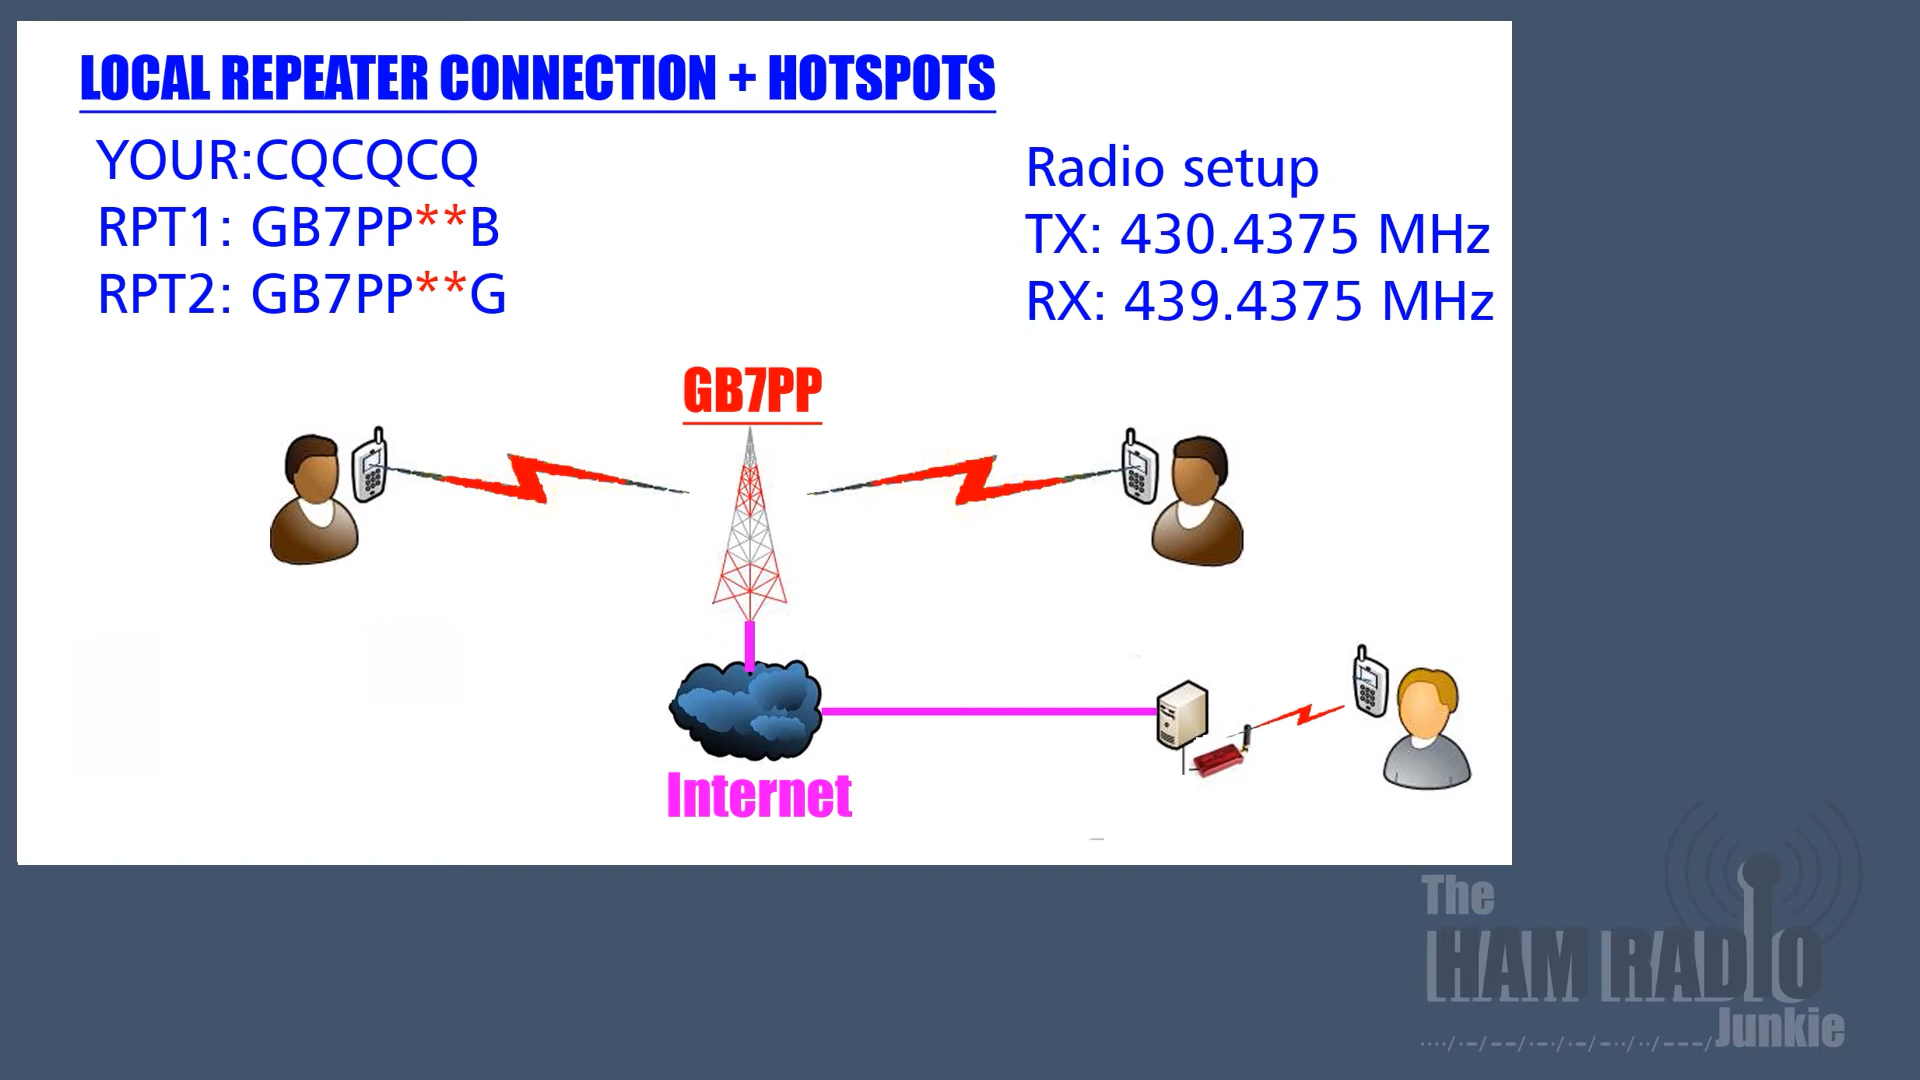 LOCAL REPEATER CONNECTION + HOTSPOTS
YOUR:CQCQCQ
RPT1: GB7PP**B
RPT2: GB7PP**G
Radio setup
TX: 430.4375 MHz
RX: 439.4375 MHz
GB7PP
Internet
The
HAM RADIO
Junkie
····/·–/––/·–·/·–/–··/··/–––/